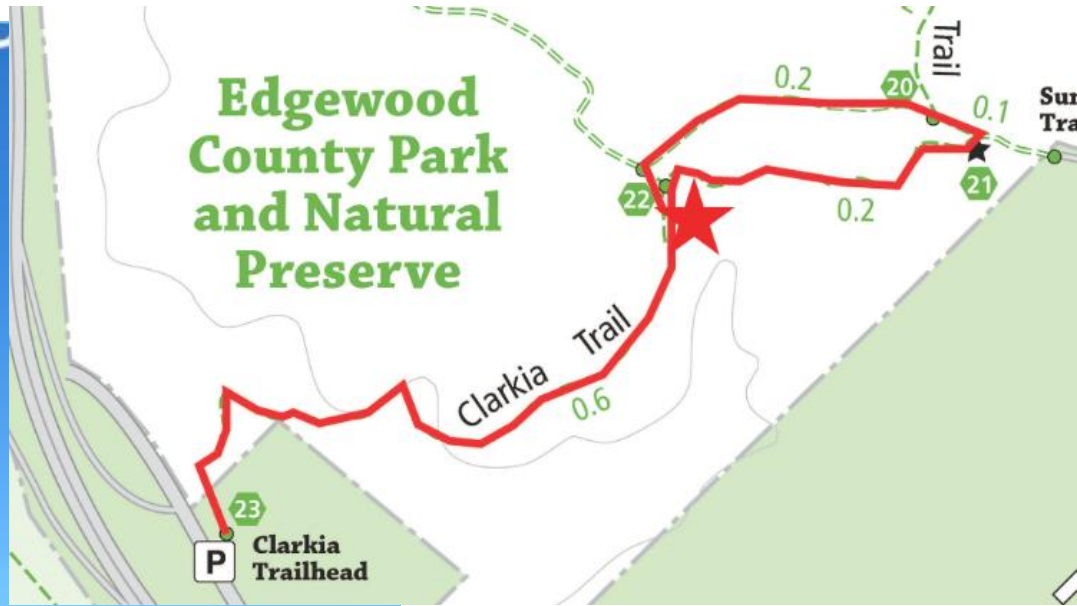 Edgewood
County Park
and Natural
Preserve
Trail
0.2
20
0.1
21
22
0.2
Clarkia Trail
0.6
23
P
Clarkia
Trailhead